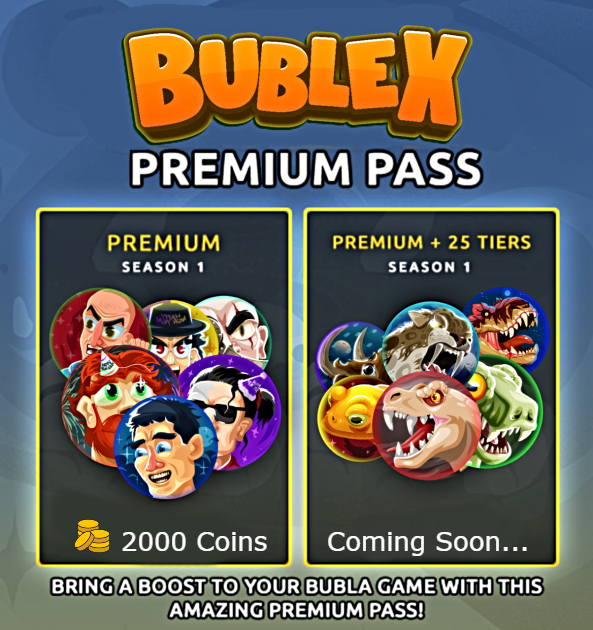 BUBLEX
PREMIUM PASS
PREMIUM
SEASON 1
2000 Coins
PREMIUM + 25 TIERS
SEASON 1
Coming Soon...
BRING A BOOST TO YOUR BUBLA GAME WITH THIS
AMAZING PREMIUM PASS!